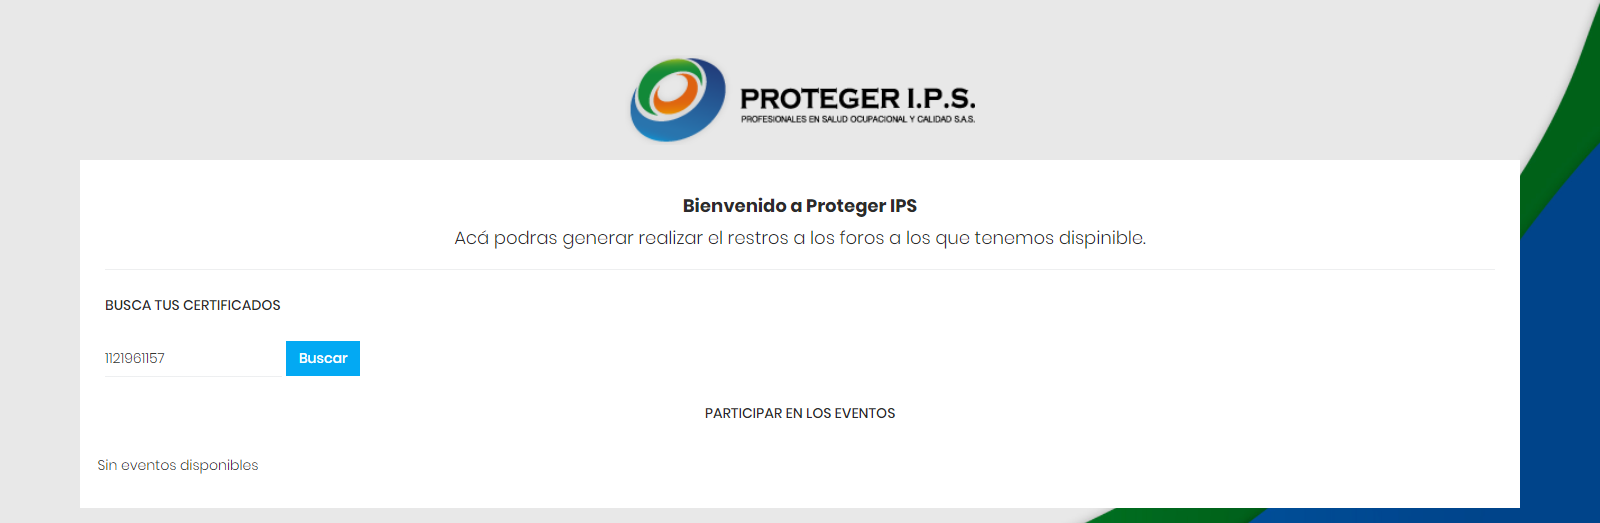 PROTEGER I.P.S.
PROFESIONALES EN SALUD OCUPACIONAL Y CALIDAD S.A.S.
Bienvenido a Proteger IPS
Acá podras generar realizar el restros a los foros a los que tenemos dispinible.
BUSCA TUS CERTIFICADOS
1121961157 Buscar
PARTICIPAR EN LOS EVENTOS
Sin eventos disponibles